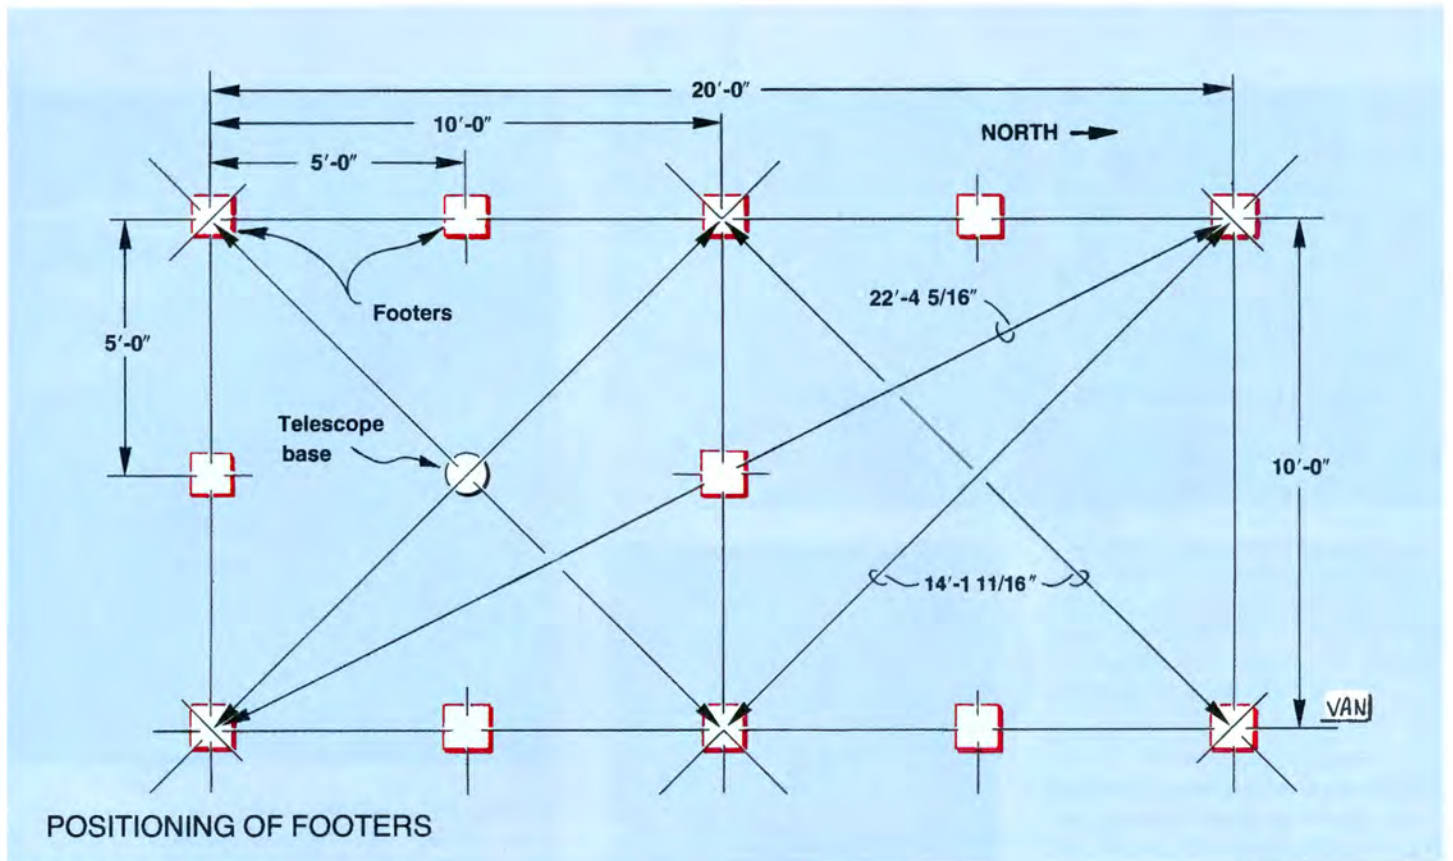 20'-0"
10'-0"
NORTH
5'-0"
22'-4 5/16"
Footers
5'-0"
Telescope
base
10'-0"
14'-1 11/16"
VAN
POSITIONING OF FOOTERS